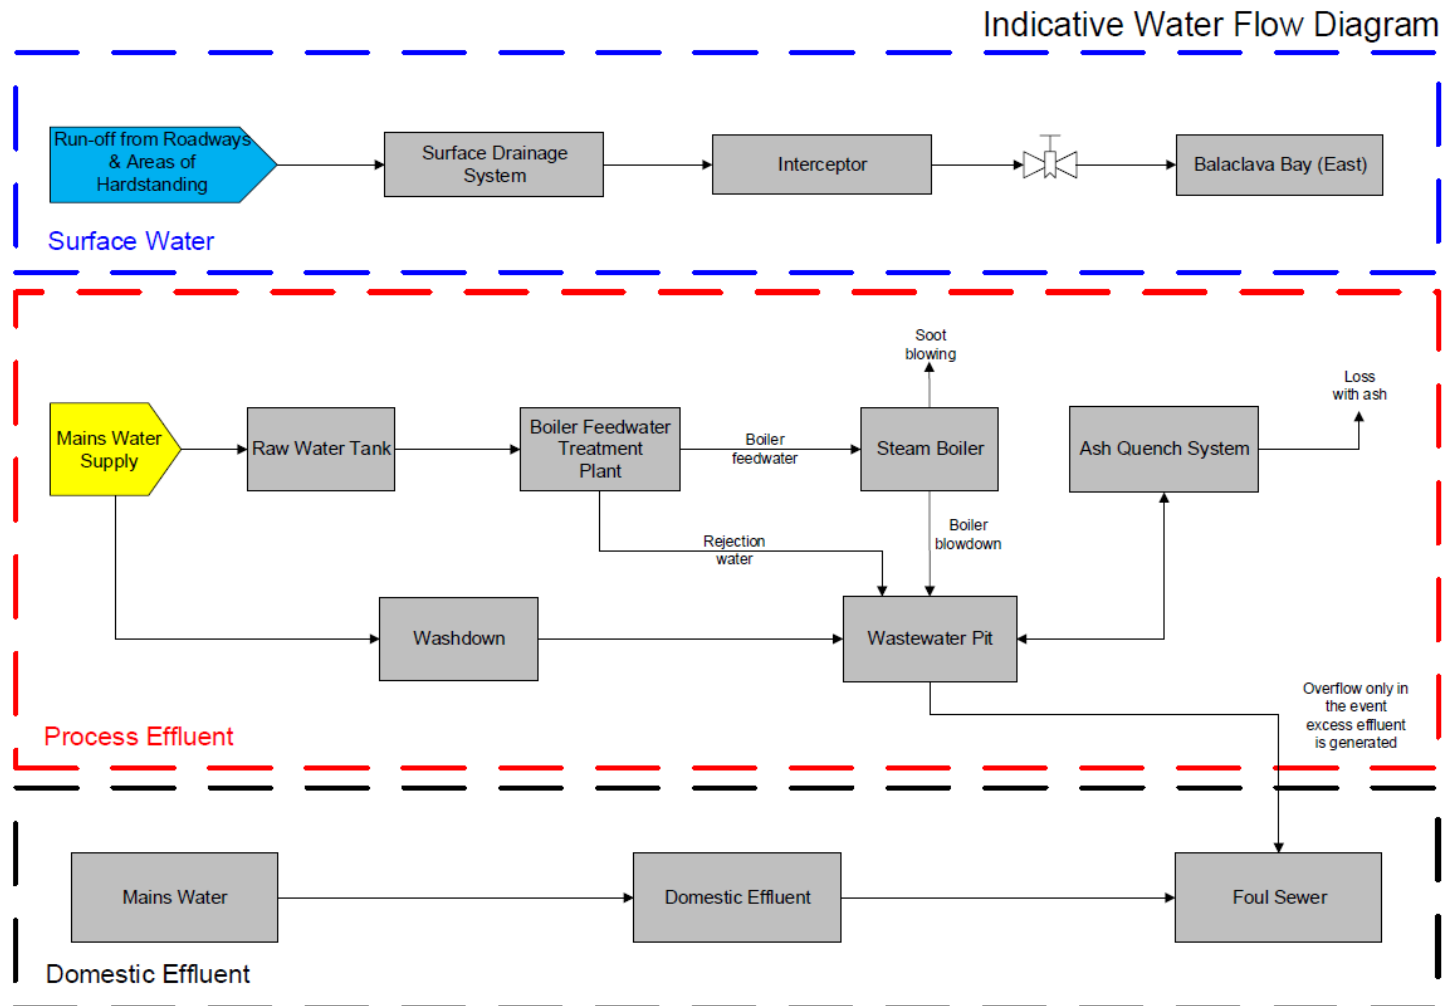 Indicative Water Flow Diagram
Run-off from Roadways
& Areas of
Hardstanding
Surface Drainage
System
Interceptor
Balaclava Bay (East)
Surface Water
Soot
blowing
Loss
with ash
Mains Water
Supply
Raw Water Tank
Boiler Feedwater
Treatment
Plant
Boiler
feedwater
Steam Boiler
Ash Quench System
Rejection
water
Boiler
blowdown
Washdown
Wastewater Pit
Overflow only in
the event
excess effluent
is generated
Process Effluent
Mains Water
Domestic Effluent
Foul Sewer
Domestic Effluent